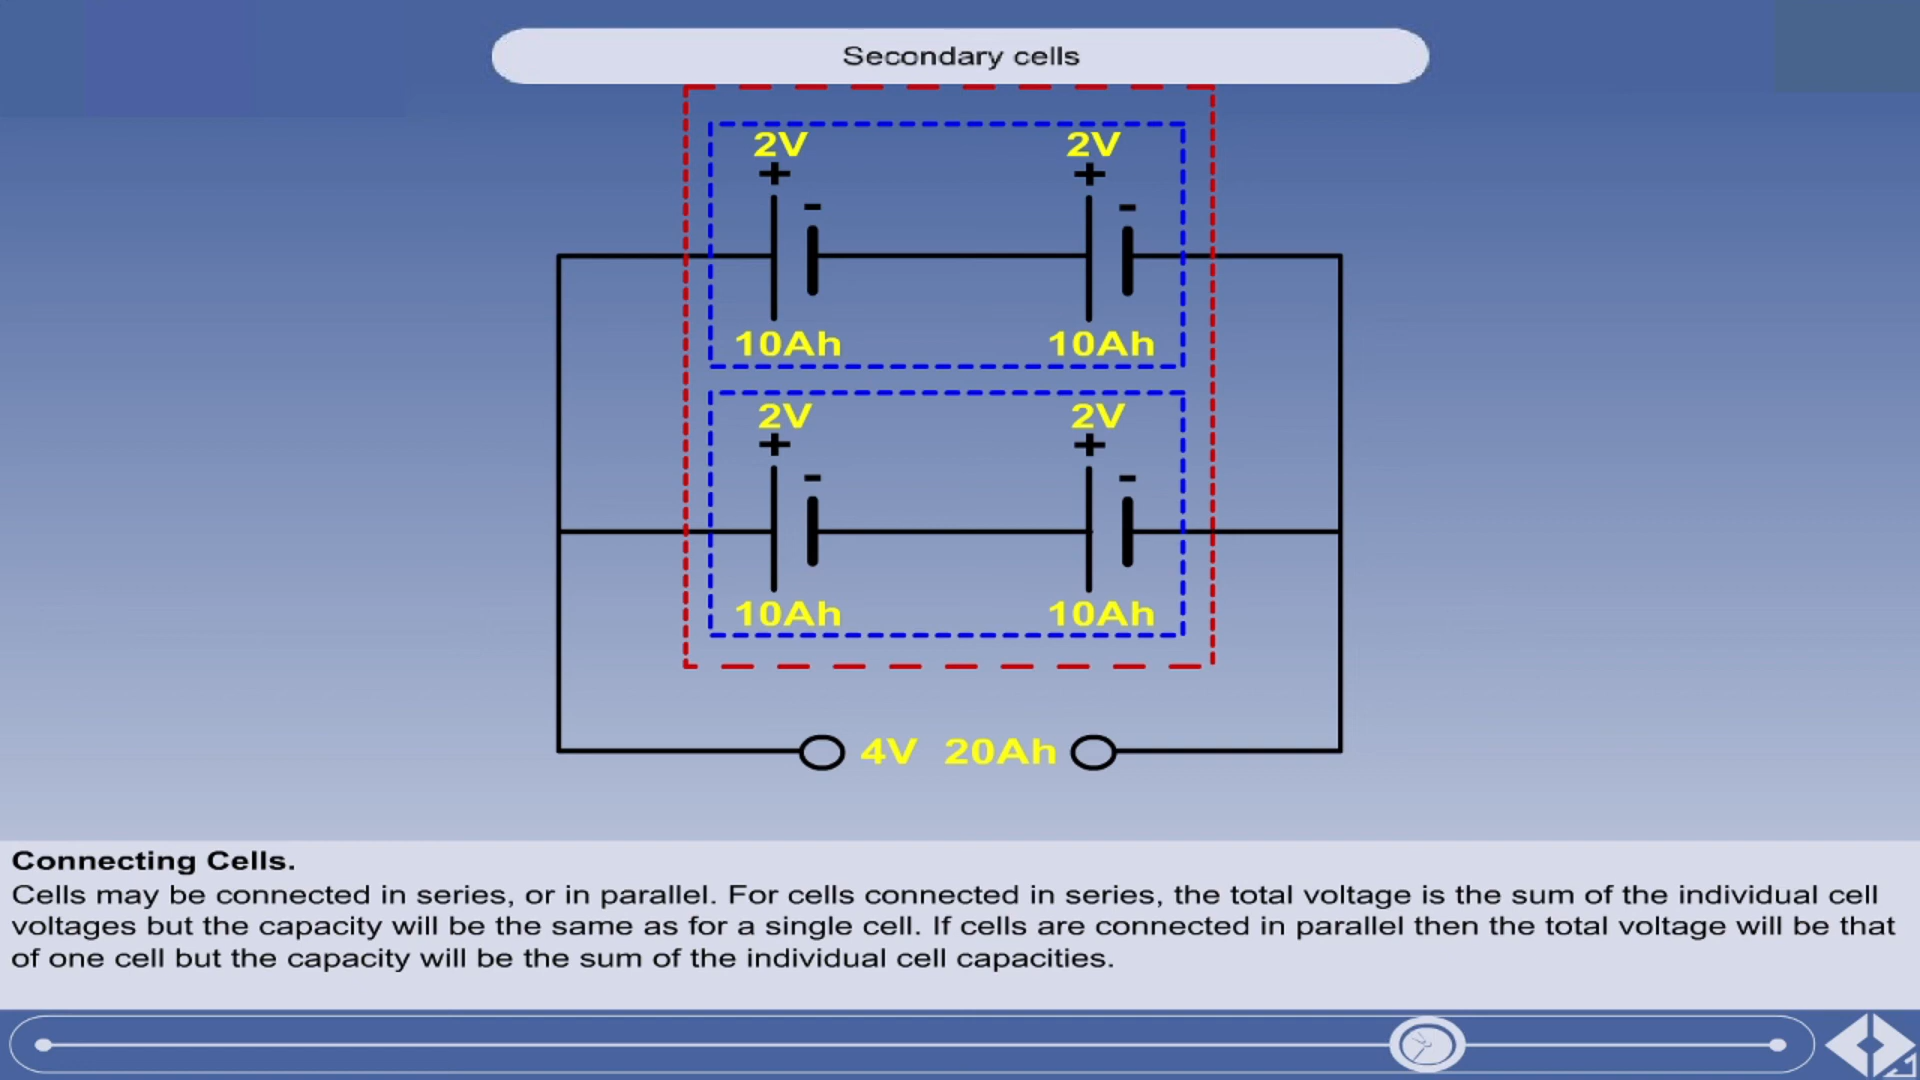 Secondary cells
2V 2V
+ +
- -
10Ah 10Ah
2V 2V
+ +
- -
10Ah 10Ah
4V 20Ah
Connecting Cells.
Cells may be connected in series, or in parallel. For cells connected in series, the total voltage is the sum of the individual cell
voltages but the capacity will be the same as for a single cell. If cells are connected in parallel then the total voltage will be that
of one cell but the capacity will be the sum of the individual cell capacities.